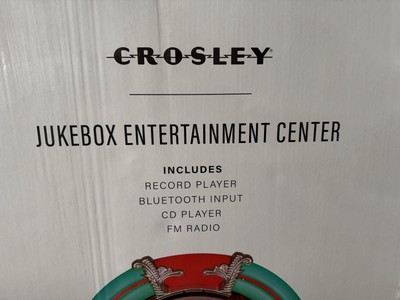 CROSLEY
JUKEBOX ENTERTAINMENT CENTER
INCLUDES
RECORD PLAYER
BLUETOOTH INPUT
CD PLAYER
FM RADIO